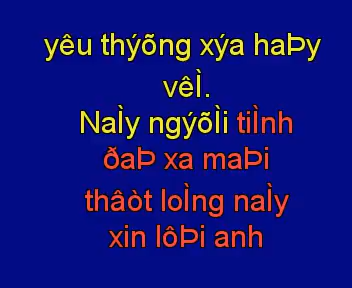 yêu thýõng xýa haÞy
vêÌ.
NaÌy ngýõÌi tiÌnh
ðaÞ xa maÞi
thâòt loÌng naÌy
xin lôÞi anh